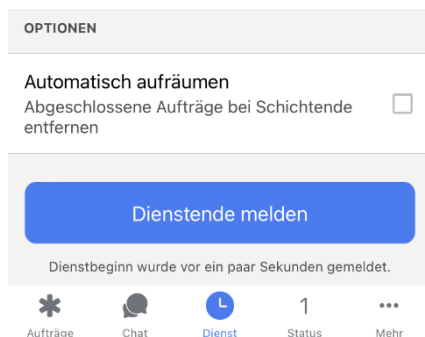 OPTIONEN
Automatisch aufräumen
Abgeschlossene Aufträge bei Schichtende
entfernen
Dienstende melden
Dienstbeginn wurde vor ein paar Sekunden gemeldet.
1
Aufträge Chat Dienst Status Mehr